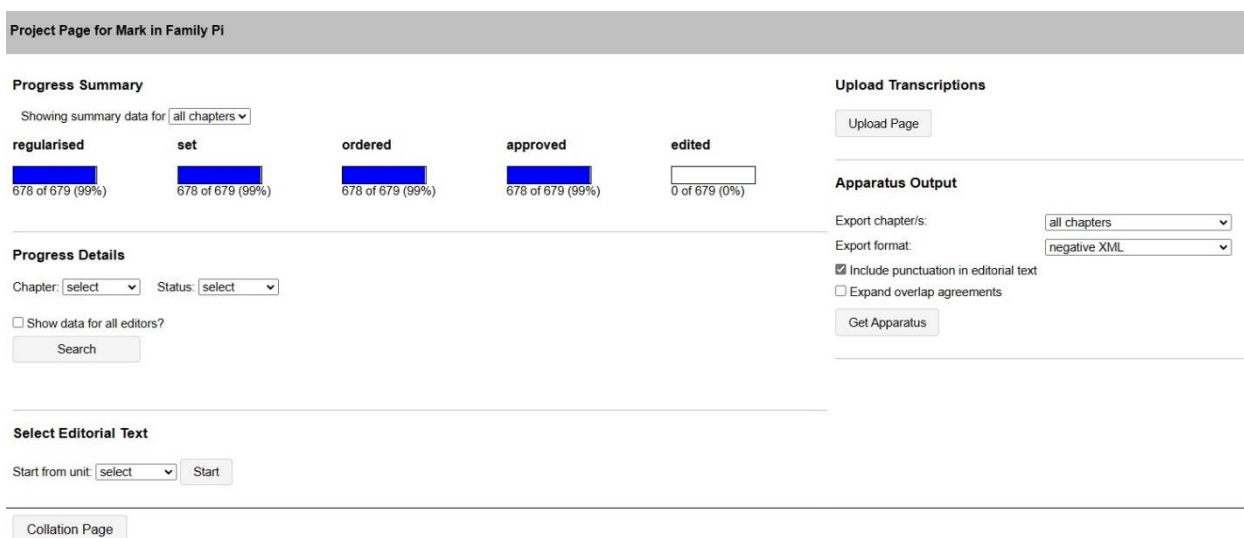 Project Page for Mark in Family Pi
Progress Summary
Showing summary data for all chapters
regularised set ordered approved edited
678 of 679 (99%) 678 of 679 (99%) 678 of 679 (99%) 678 of 679 (99%) 0 of 679 (0%)
Progress Details
Chapter: select Status: select
Show data for all editors?
Search
Select Editorial Text
Start from unit: select Start
Collation Page
Upload Transcriptions
Upload Page
Apparatus Output
Export chapter/s: all chapters
Export format: negative XML
Include punctuation in editorial text
Expand overlap agreements
Get Apparatus